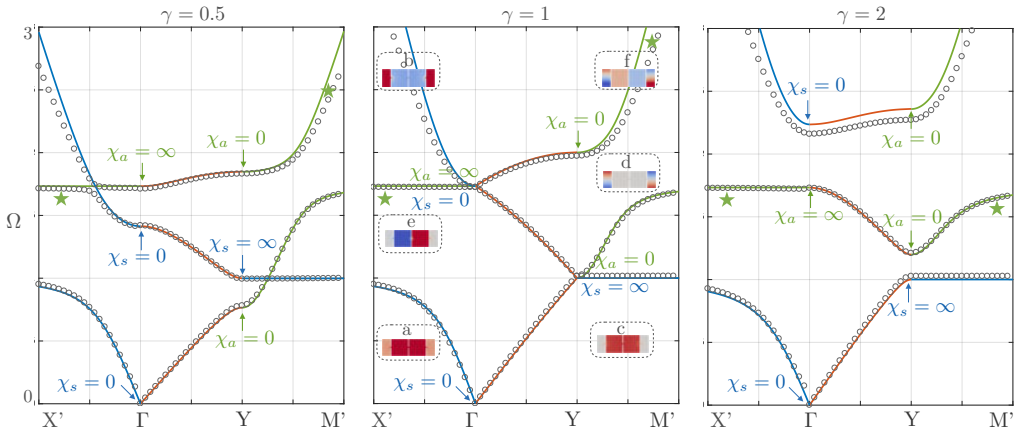 γ = 0.5
γ = 1
γ = 2
3
Ω
0
χₐ = ∞
χₐ = 0
χₛ = 0
χₛ = ∞
χₐ = 0
χₛ = 0
X’
Γ
Y
M’
b
f
χₐ = 0
χₐ = ∞
χₛ = 0
d
e
χₐ = 0
χₛ = ∞
a
c
χₛ = 0
X’
Γ
Y
M’
χₛ = 0
χₐ = 0
χₐ = ∞
χₐ = 0
χₛ = ∞
χₛ = 0
X’
Γ
Y
M’